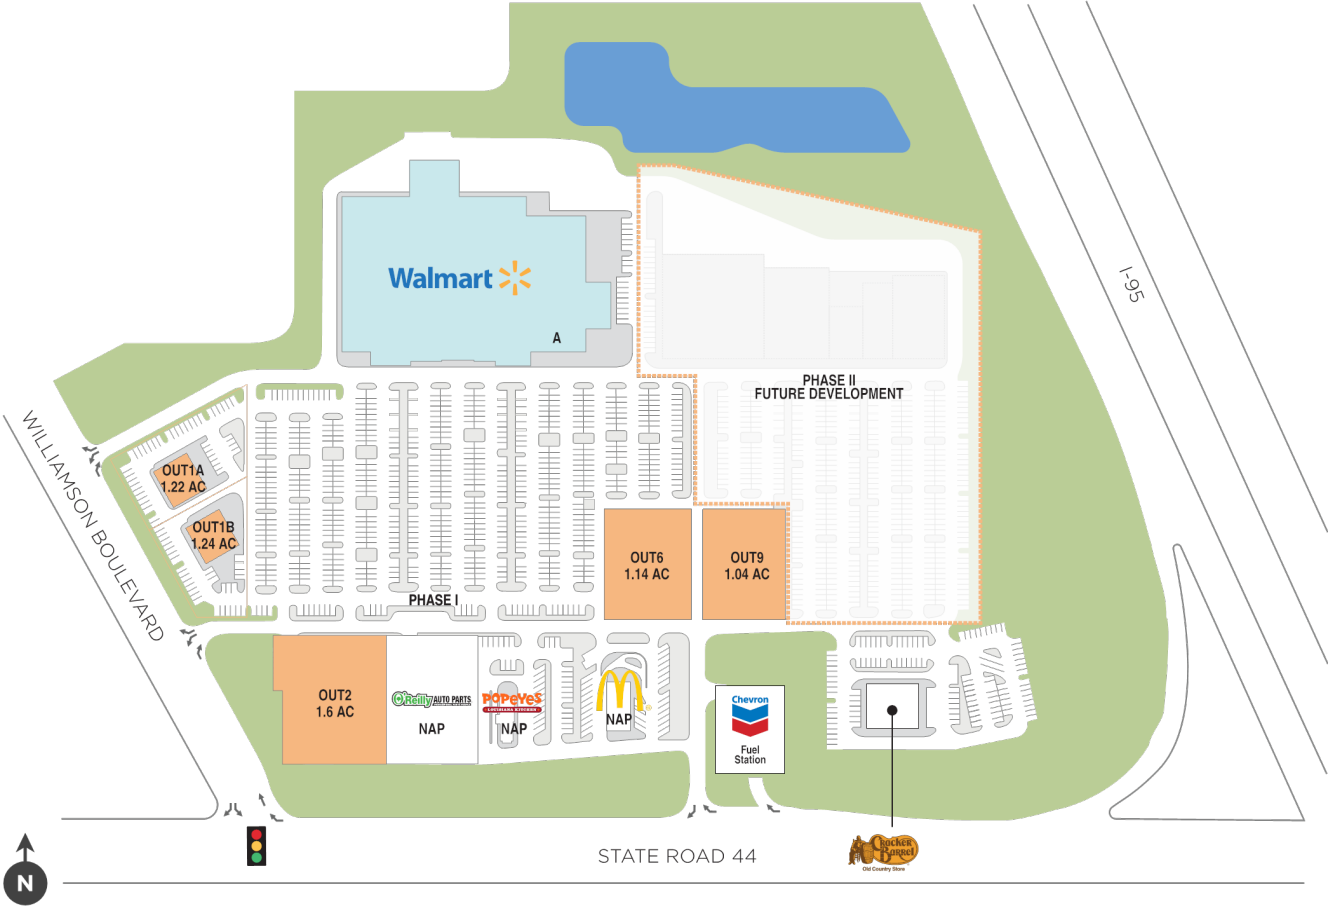 I-95
Walmart
A
PHASE II
FUTURE DEVELOPMENT
WILLIAMSON BOULEVARD
OUT1A
1.22 AC
OUT1B
1.24 AC
OUT6
1.14 AC
OUT9
1.04 AC
PHASE I
OUT2
1.6 AC
O'Reilly AUTO PARTS
NAP
POPEYES
LOUISIANA KITCHEN
NAP
NAP
Chevron
Fuel
Station
STATE ROAD 44
Cracker
Barrel
Old Country Store
N